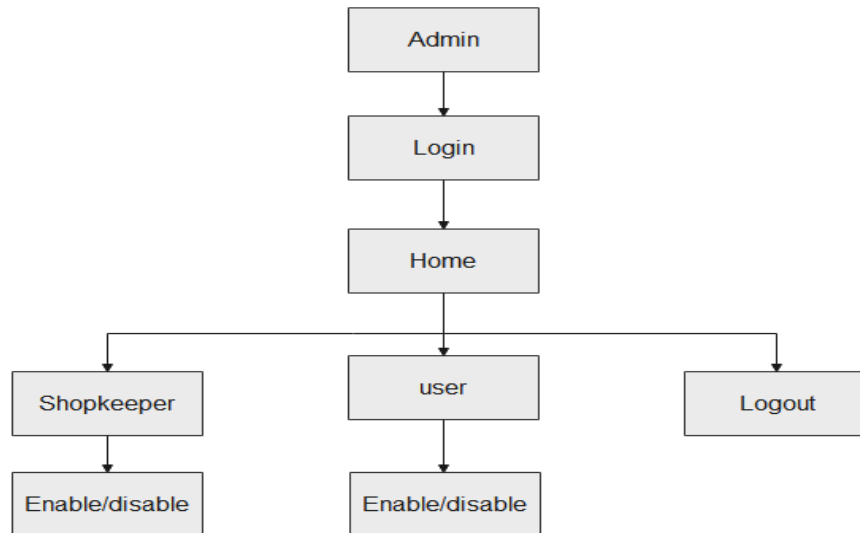 Admin
Login
Home
Shopkeeper
user
Logout
Enable/disable
Enable/disable